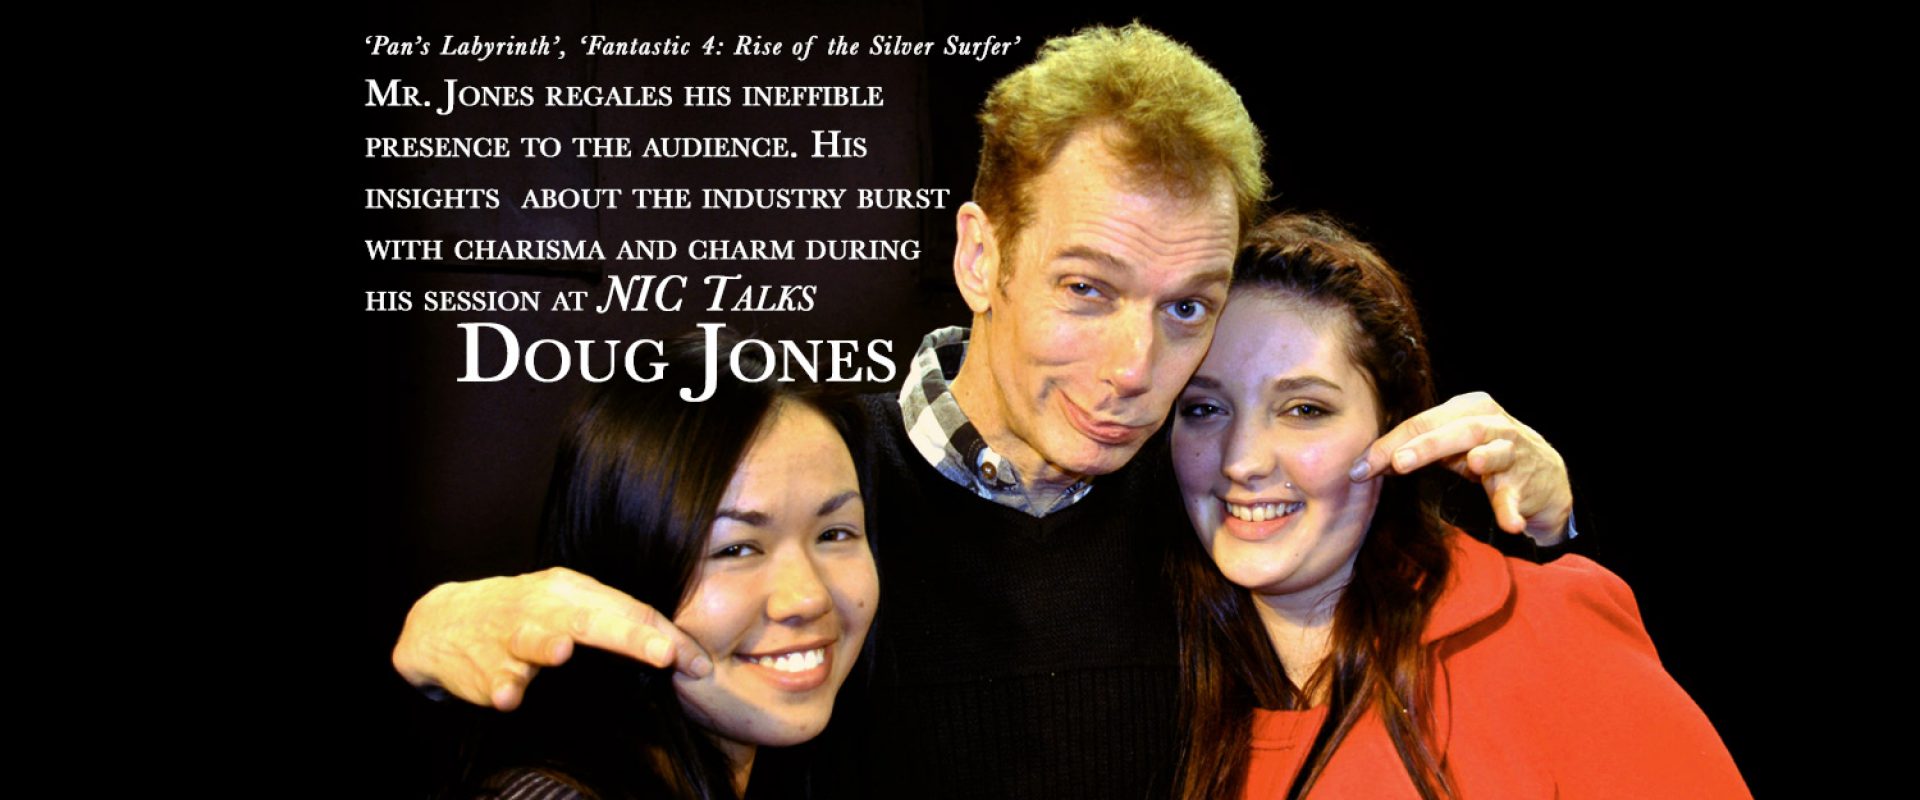 ‘Pan’s Labyrinth’, ‘Fantastic 4: Rise of the Silver Surfer’
Mr. Jones regales his ineffible
presence to the audience. His
insights  about the industry burst
with charisma and charm during
his session at NIC Talks
Doug Jones